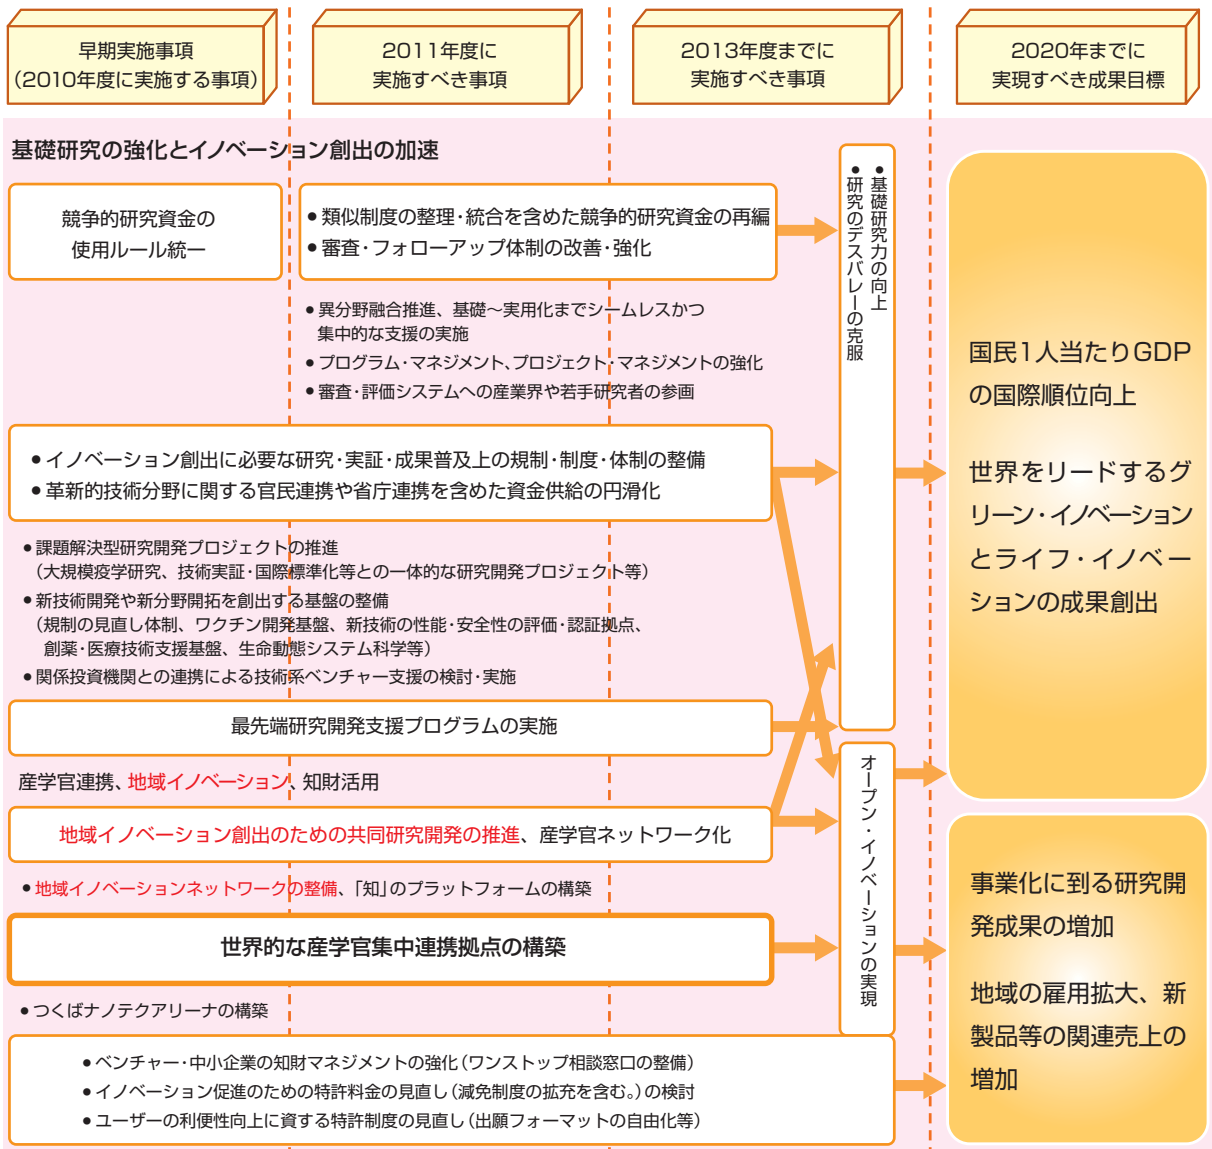 早期実施事項
(2010年度に実施する事項)
2011年度に
実施すべき事項
2013年度までに
実施すべき事項
2020年までに
実現すべき成果目標
基礎研究の強化とイノベーション創出の加速
競争的研究資金の
使用ルール統一
●類似制度の整理・統合を含めた競争的研究資金の再編
●審査・フォローアップ体制の改善・強化
●異分野融合推進、基礎～実用化までシームレスかつ
集中的な支援の実施
●プログラム・マネジメント、プロジェクト・マネジメントの強化
●審査・評価システムへの産業界や若手研究者の参画
●イノベーション創出に必要な研究・実証・成果普及上の規制・制度・体制の整備
●革新的技術分野に関する官民連携や省庁連携を含めた資金供給の円滑化
●課題解決型研究開発プロジェクトの推進
(大規模疫学研究、技術実証・国際標準化等との一体的な研究開発プロジェクト等)
●新技術開発や新分野開拓を創出する基盤の整備
(規制の見直し体制、ワクチン開発基盤、新技術の性能・安全性の評価・認証拠点、
創薬・医療技術支援基盤、生命動態システム科学等)
●関係投資機関との連携による技術系ベンチャー支援の検討・実施
最先端研究開発支援プログラムの実施
産学官連携、地域イノベーション、知財活用
地域イノベーション創出のための共同研究開発の推進、産学官ネットワーク化
●地域イノベーションネットワークの整備、「知」のプラットフォームの構築
世界的な産学官集中連携拠点の構築
●つくばナノテクアリーナの構築
●ベンチャー・中小企業の知財マネジメントの強化(ワンストップ相談窓口の整備)
●イノベーション促進のための特許料金の見直し(減免制度の拡充を含む。)の検討
●ユーザーの利便性向上に資する特許制度の見直し(出願フォーマットの自由化等)
●基礎研究力の向上
●研究のデスバレーの克服
オープン・イノベーションの実現
国民1人当たりGDP
の国際順位向上
世界をリードするグ
リーン・イノベーション
とライフ・イノベー
ションの成果創出
事業化に到る研究開
発成果の増加
地域の雇用拡大、新
製品等の関連売上の
増加